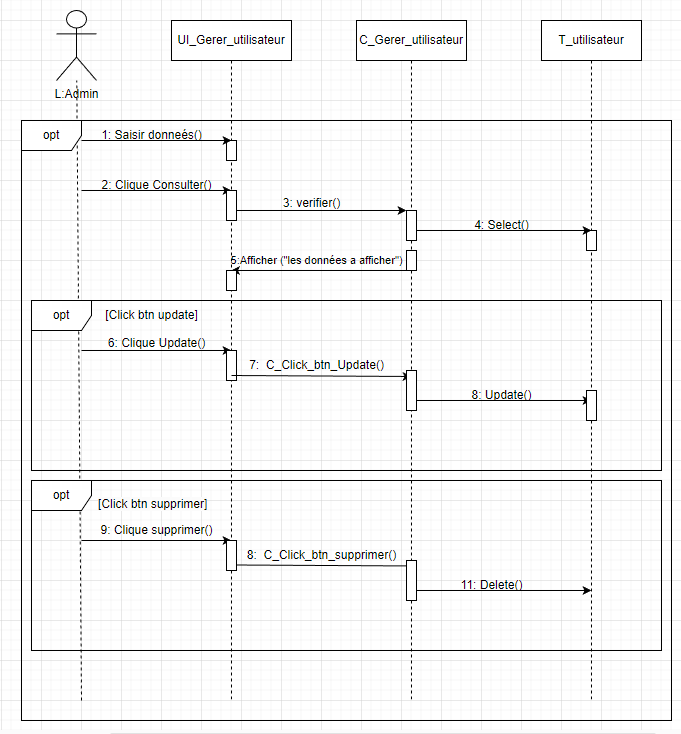 UI_Gerer_utilisateur
C_Gerer_utilisateur
T_utilisateur
L:Admin
opt
1: Saisir donneés()
2: Clique Consulter()
3: verifier()
4: Select()
5:Afficher ("les données a afficher")
opt
[Click btn update]
6: Clique Update()
7: C_Click_btn_Update()
8: Update()
opt
[Click btn supprimer]
9: Clique supprimer()
8: C_Click_btn_supprimer()
11: Delete()